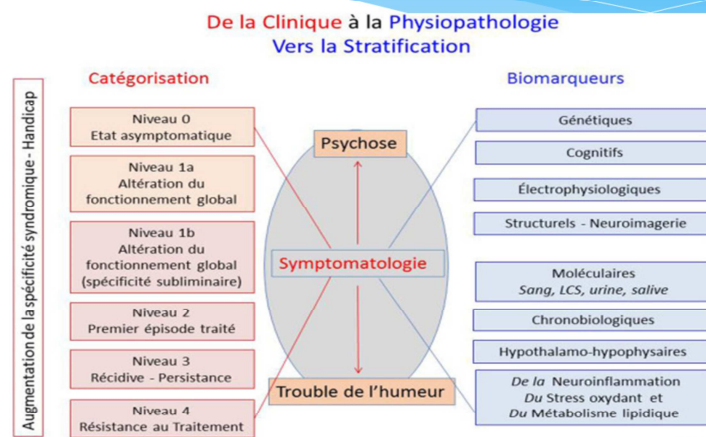 De la Clinique à la Physiopathologie
Vers la Stratification
Catégorisation
Biomarqueurs
Augmentation de la spécificité syndromique - Handicap
Niveau 0
Etat asymptomatique
Niveau 1a
Altération du
fonctionnement global
Niveau 1b
Altération du
fonctionnement global
(spécificité subliminaire)
Niveau 2
Premier épisode traité
Niveau 3
Récidive - Persistance
Niveau 4
Résistance au Traitement
Psychose
Symptomatologie
Trouble de l'humeur
Génétiques
Cognitifs
Électrophysiologiques
Structurels - Neuroimagerie
Moléculaires
Sang, LCS, urine, salive
Chronobiologiques
Hypothalamo-hypophysaires
De la Neuroinflammation
Du Stress oxydant et
Du Métabolisme lipidique